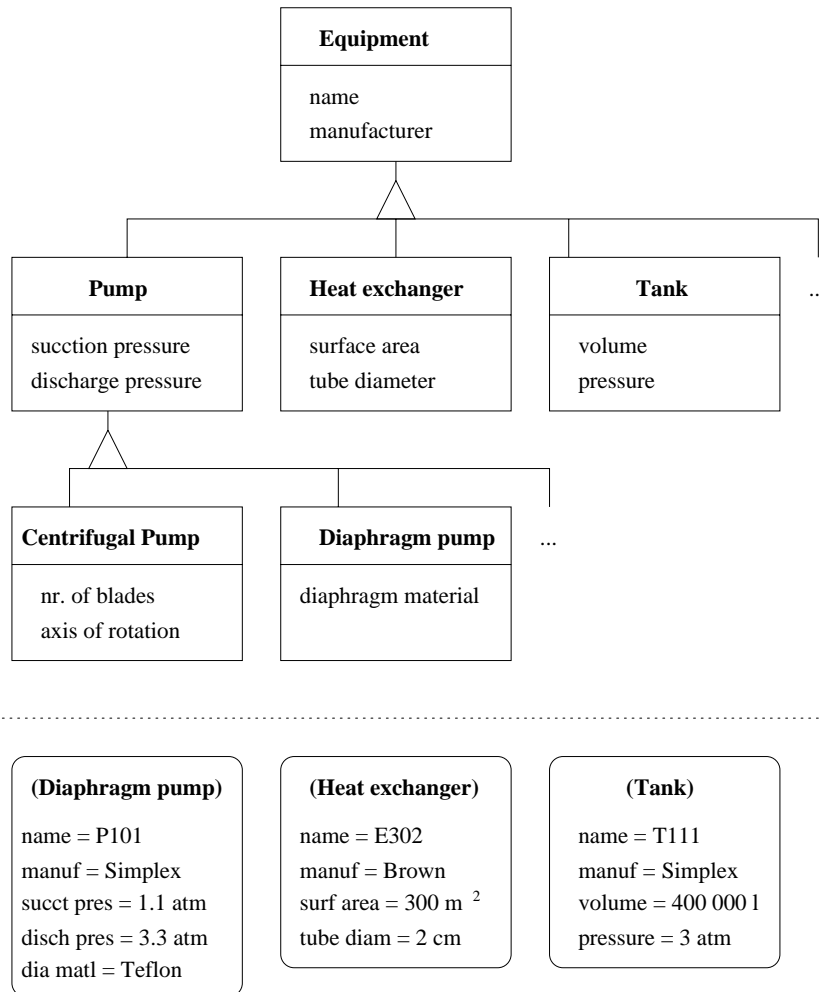 Equipment
name
manufacturer
Pump
sucction pressure
discharge pressure
Heat exchanger
surface area
tube diameter
Tank
volume
pressure
..
Centrifugal Pump
nr. of blades
axis of rotation
Diaphragm pump
diaphragm material
...
(Diaphragm pump)
name = P101
manuf = Simplex
succt pres = 1.1 atm
disch pres = 3.3 atm
dia matl = Teflon
(Heat exchanger)
name = E302
manuf = Brown
surf area = 300 m 2
tube diam = 2 cm
(Tank)
name = T111
manuf = Simplex
volume = 400 000 l
pressure = 3 atm